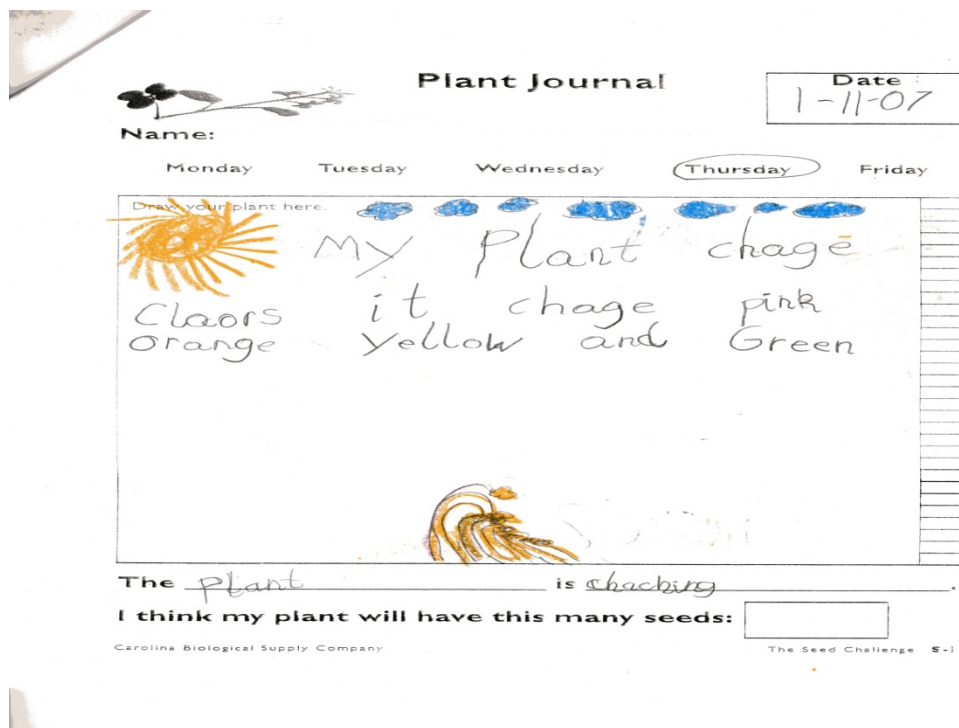 Plant Journal
Date :
1-11-07
Name:
Monday Tuesday Wednesday Thursday Friday
Draw your plant here.
My Plant chage
Claors it chage pink
orange Yellow and Green
The plant is chaching.
I think my plant will have this many seeds:
Carolina Biological Supply Company The Seed Challenge S-1